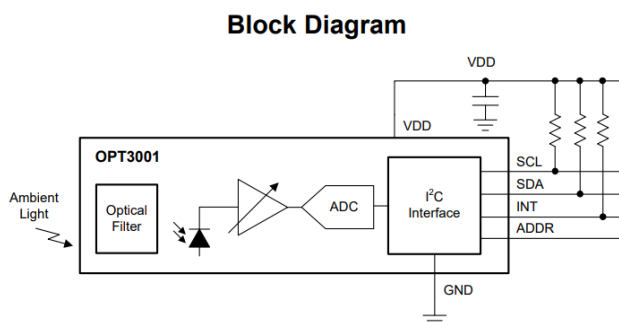 Block Diagram
VDD
VDD
OPT3001
SCL
Ambient
Light
Optical
Filter
ADC
I²C
Interface
SDA
INT
ADDR
GND